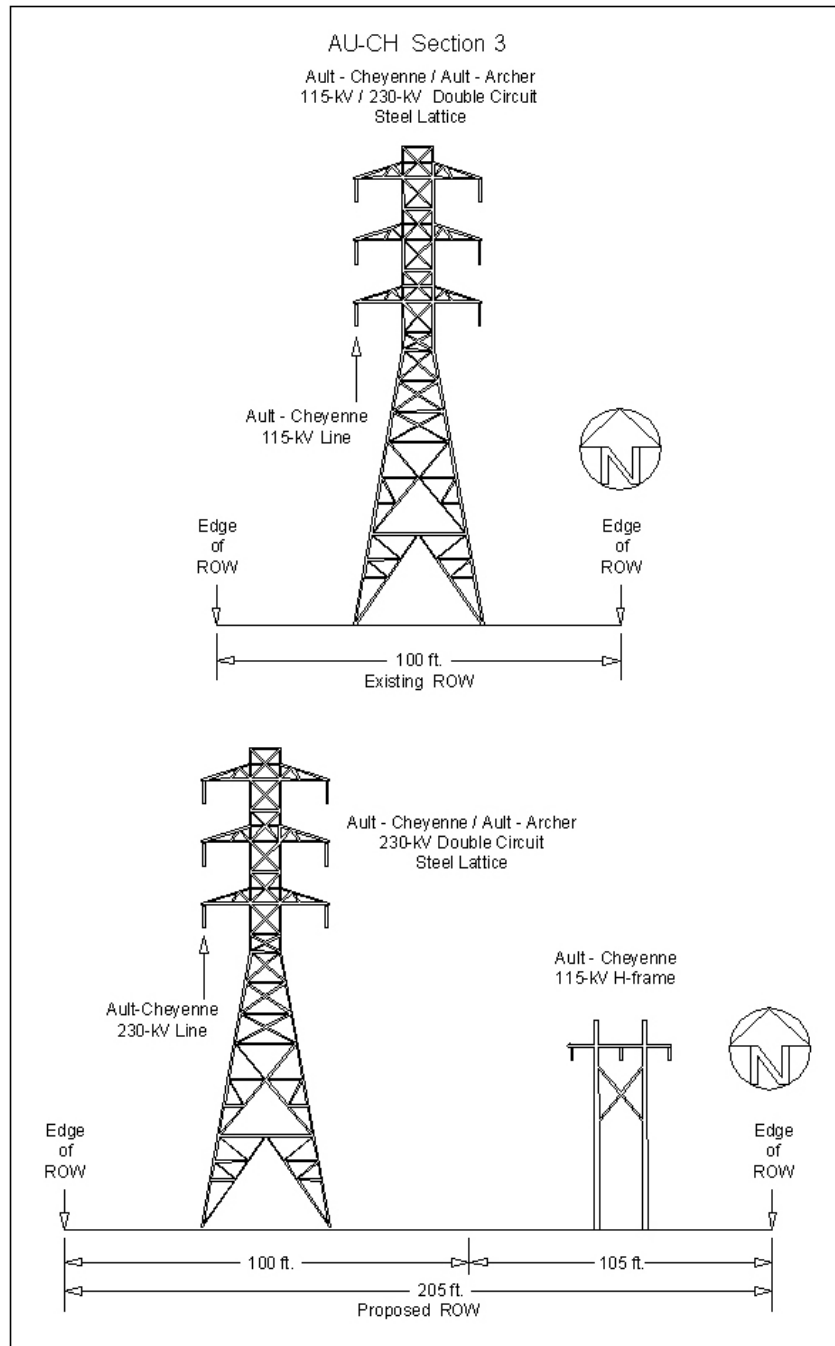 AU-CH Section 3
Ault - Cheyenne / Ault - Archer
115-kV / 230-kV Double Circuit
Steel Lattice
Ault - Cheyenne
115-kV Line
N
Edge
of
ROW
Edge
of
ROW
100 ft.
Existing ROW
Ault - Cheyenne / Ault - Archer
230-kV Double Circuit
Steel Lattice
Ault-Cheyenne
230-kV Line
Ault - Cheyenne
115-kV H-frame
N
Edge
of
ROW
Edge
of
ROW
100 ft.
105 ft.
205 ft.
Proposed ROW